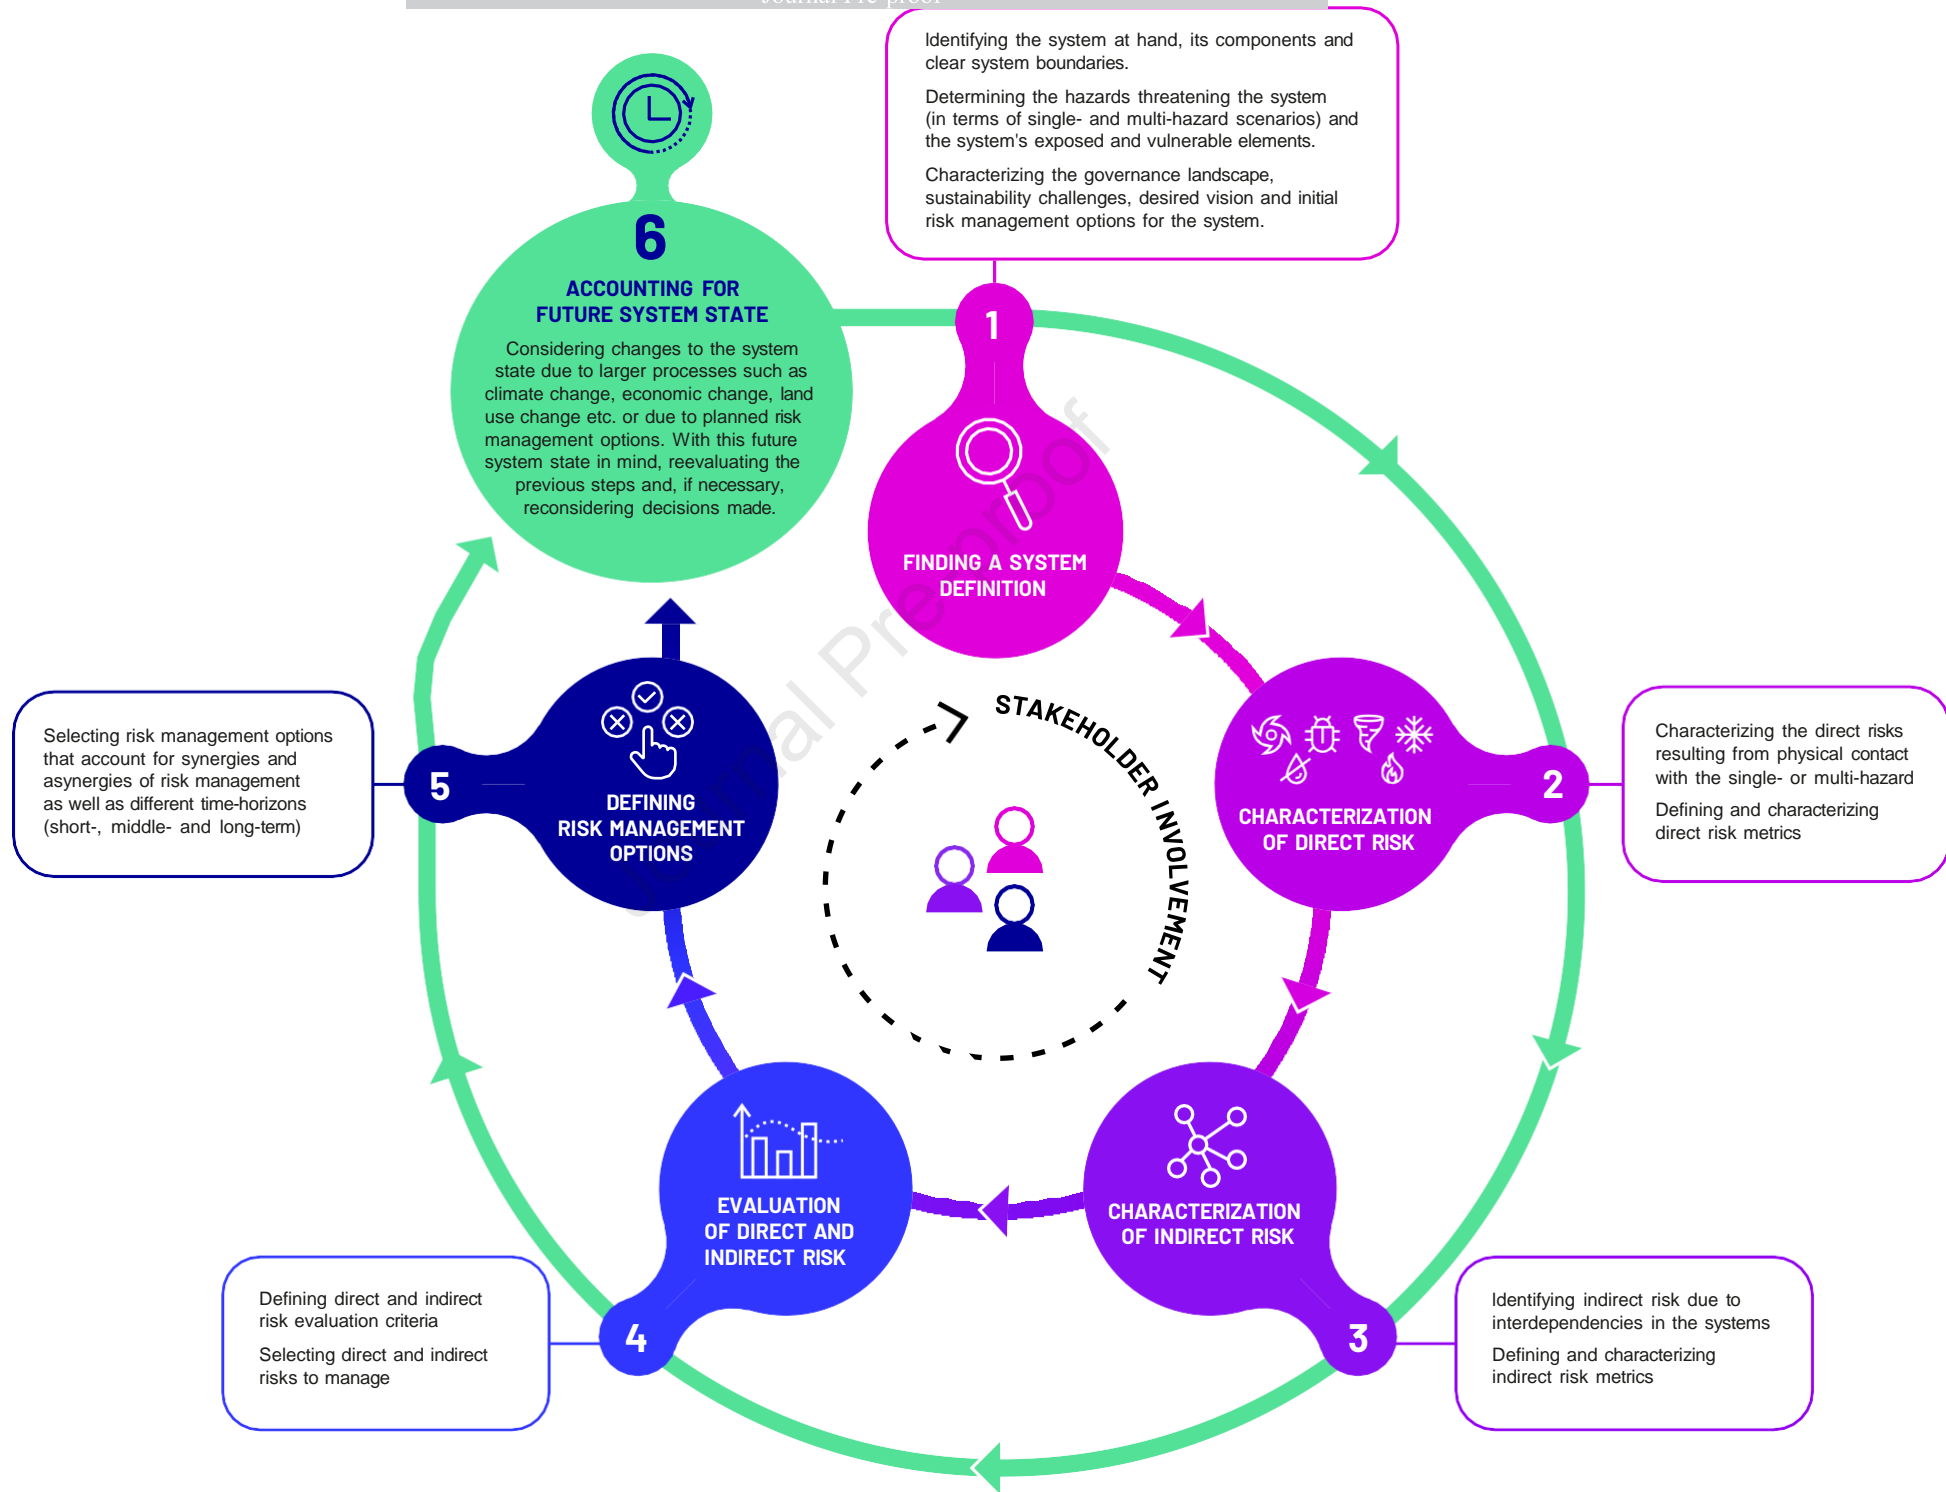 Journal Pre-proof
Identifying the system at hand, its components and
clear system boundaries.
Determining the hazards threatening the system
(in terms of single- and multi-hazard scenarios) and
the system's exposed and vulnerable elements.
Characterizing the governance landscape,
sustainability challenges, desired vision and initial
risk management options for the system.
1
FINDING A SYSTEM
DEFINITION
Characterizing the direct risks
resulting from physical contact
with the single- or multi-hazard
Defining and characterizing
direct risk metrics
2
CHARACTERIZATION
OF DIRECT RISK
Identifying indirect risk due to
interdependencies in the systems
Defining and characterizing
indirect risk metrics
3
CHARACTERIZATION
OF INDIRECT RISK
Defining direct and indirect
risk evaluation criteria
Selecting direct and indirect
risks to manage
4
EVALUATION
OF DIRECT AND
INDIRECT RISK
Selecting risk management options
that account for synergies and
asynergies of risk management
as well as different time-horizons
(short-, middle- and long-term)
5
DEFINING
RISK MANAGEMENT
OPTIONS
6
ACCOUNTING FOR
FUTURE SYSTEM STATE
Considering changes to the system
state due to larger processes such as
climate change, economic change, land
use change etc. or due to planned risk
management options. With this future
system state in mind, reevaluating the
previous steps and, if necessary,
reconsidering decisions made.
STAKEHOLDER INVOLVEMENT
Journal Pre-proof